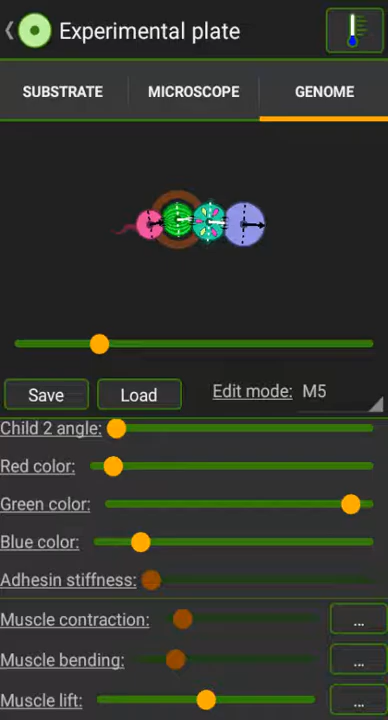 Experimental plate
SUBSTRATE MICROSCOPE GENOME
Save Load Edit mode: M5
Child 2 angle:
Red color:
Green color:
Blue color:
Adhesin stiffness:
Muscle contraction: ...
Muscle bending: ...
Muscle lift: ...